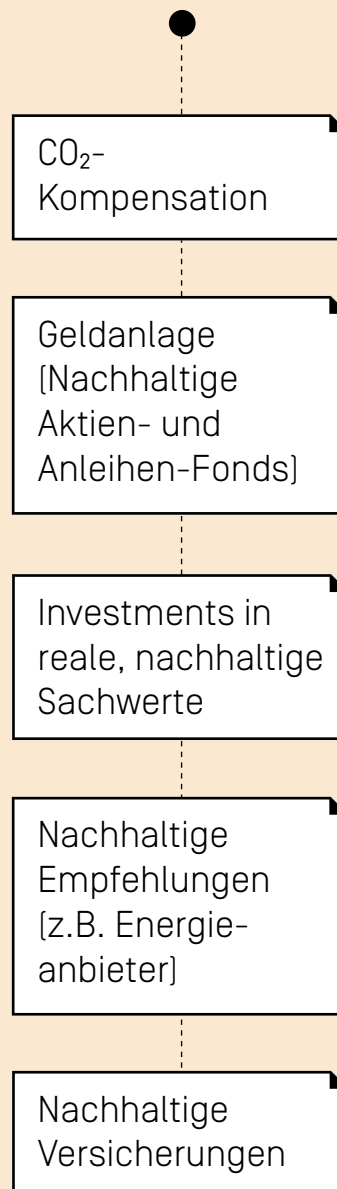 CO₂-
Kompensation
Geldanlage
(Nachhaltige
Aktien- und
Anleihen-Fonds)
Investments in
reale, nachhaltige
Sachwerte
Nachhaltige
Empfehlungen
(z.B. Energie-
anbieter)
Nachhaltige
Versicherungen